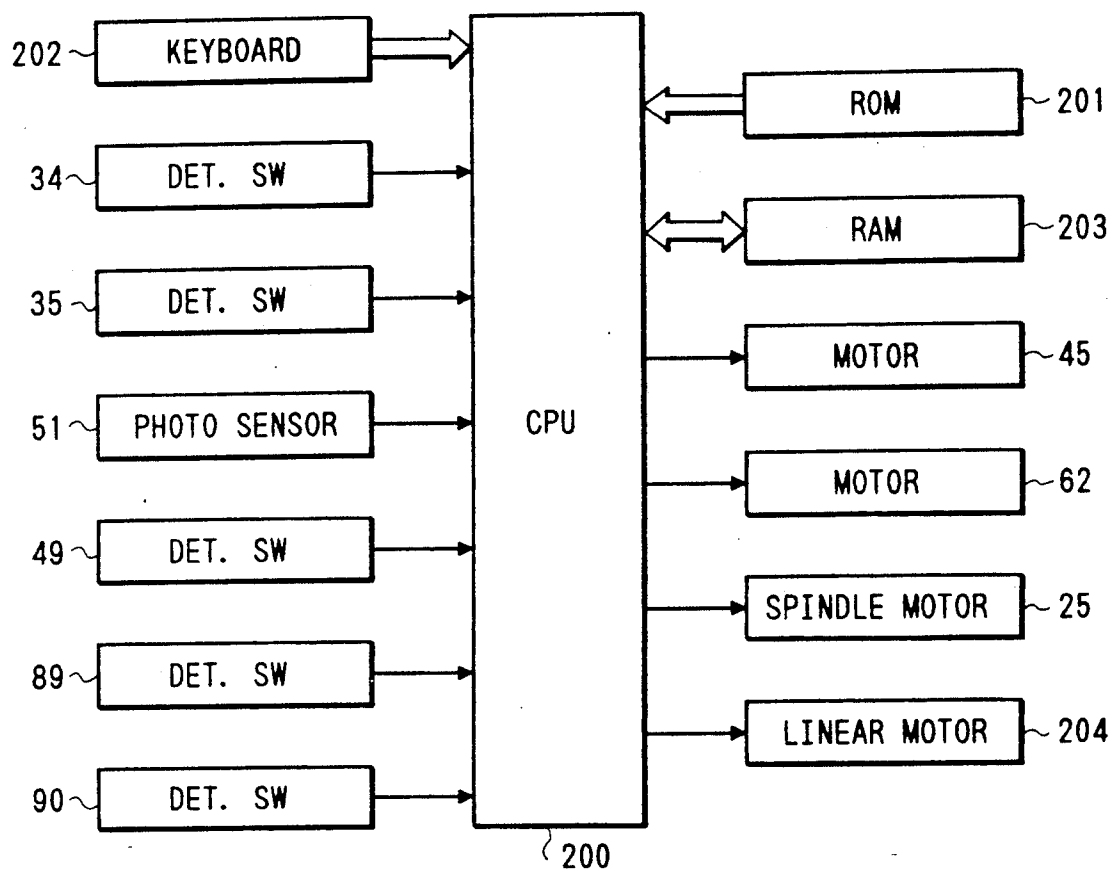 202 KEYBOARD
34 DET. SW
35 DET. SW
51 PHOTO SENSOR
49 DET. SW
89 DET. SW
90 DET. SW
CPU
200
ROM 201
RAM 203
MOTOR 45
MOTOR 62
SPINDLE MOTOR 25
LINEAR MOTOR 204